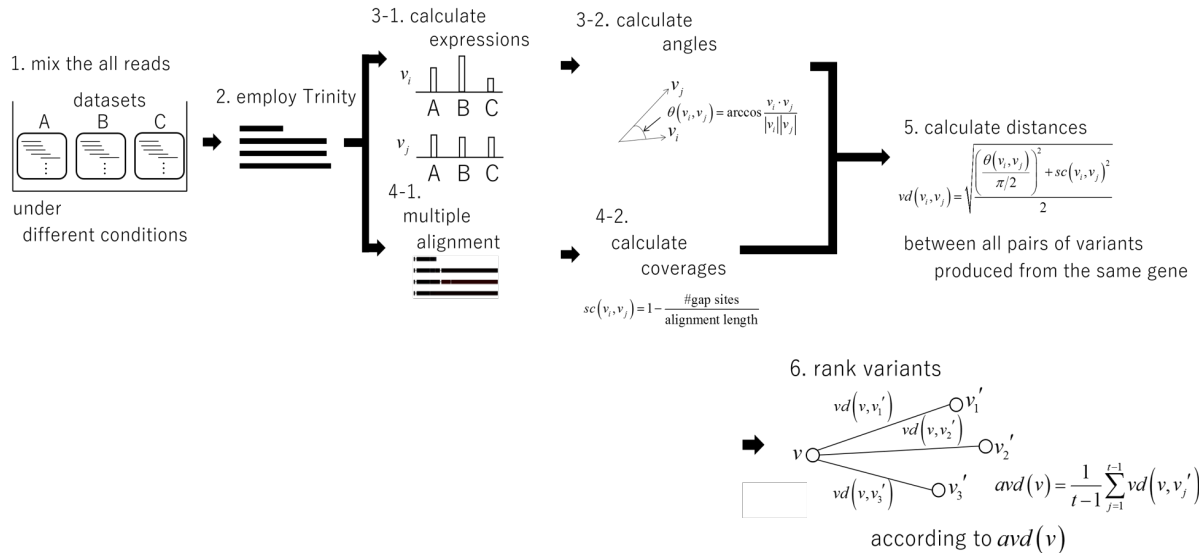 1. mix the all reads
datasets
A B C
⋮ ⋮ ⋮
under
different conditions
2. employ Trinity
3-1. calculate
expressions
v_i
A B C
v_j
A B C
4-1.
multiple
alignment
3-2. calculate
angles
v_j
θ(v_i, v_j) = arccos (v_i · v_j) / (|v_i||v_j|)
v_i
4-2.
calculate
coverages
sc(v_i, v_j) = 1 − #gap sites / alignment length
5. calculate distances
vd(v_i, v_j) = √(((θ(v_i, v_j) / (π/2))² + sc(v_i, v_j)²) / 2)
between all pairs of variants
produced from the same gene
6. rank variants
vd(v, v_1′) v_1′
vd(v, v_2′)
v v_2′
vd(v, v_3′) v_3′
avd(v) = 1/(t−1) ∑_{j=1}^{t−1} vd(v, v_j′)
according to avd(v)